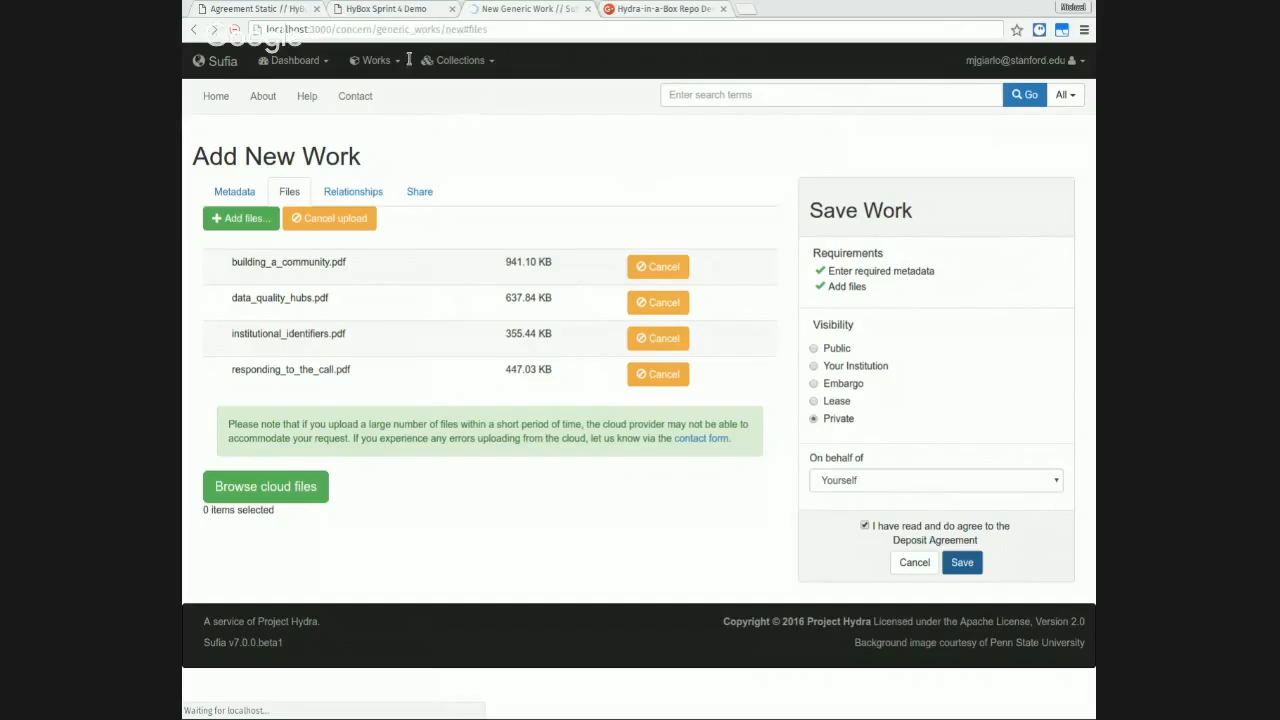 Agreement Static // HyB
HyBox Sprint 4 Demo
New Generic Work // Su
Hydra-in-a-Box Repo De
Michael
localhost:3000/concern/generic_works/new#files
Google
Sufia
Dashboard
Works
Collections
mjgiarlo@stanford.edu
Home
About
Help
Contact
Enter search terms
Go
All
Add New Work
Metadata
Files
Relationships
Share
Add files...
Cancel upload
building_a_community.pdf 941.10 KB Cancel
data_quality_hubs.pdf 637.84 KB Cancel
institutional_identifiers.pdf 355.44 KB Cancel
responding_to_the_call.pdf 447.03 KB Cancel
Please note that if you upload a large number of files within a short period of time, the cloud provider may not be able to
accommodate your request. If you experience any errors uploading from the cloud, let us know via the contact form.
Browse cloud files
0 items selected
Save Work
Requirements
Enter required metadata
Add files
Visibility
Public
Your Institution
Embargo
Lease
Private
On behalf of
Yourself
I have read and do agree to the
Deposit Agreement
Cancel
Save
A service of Project Hydra.
Sufia v7.0.0.beta1
Copyright © 2016 Project Hydra Licensed under the Apache License, Version 2.0
Background image courtesy of Penn State University
Waiting for localhost...